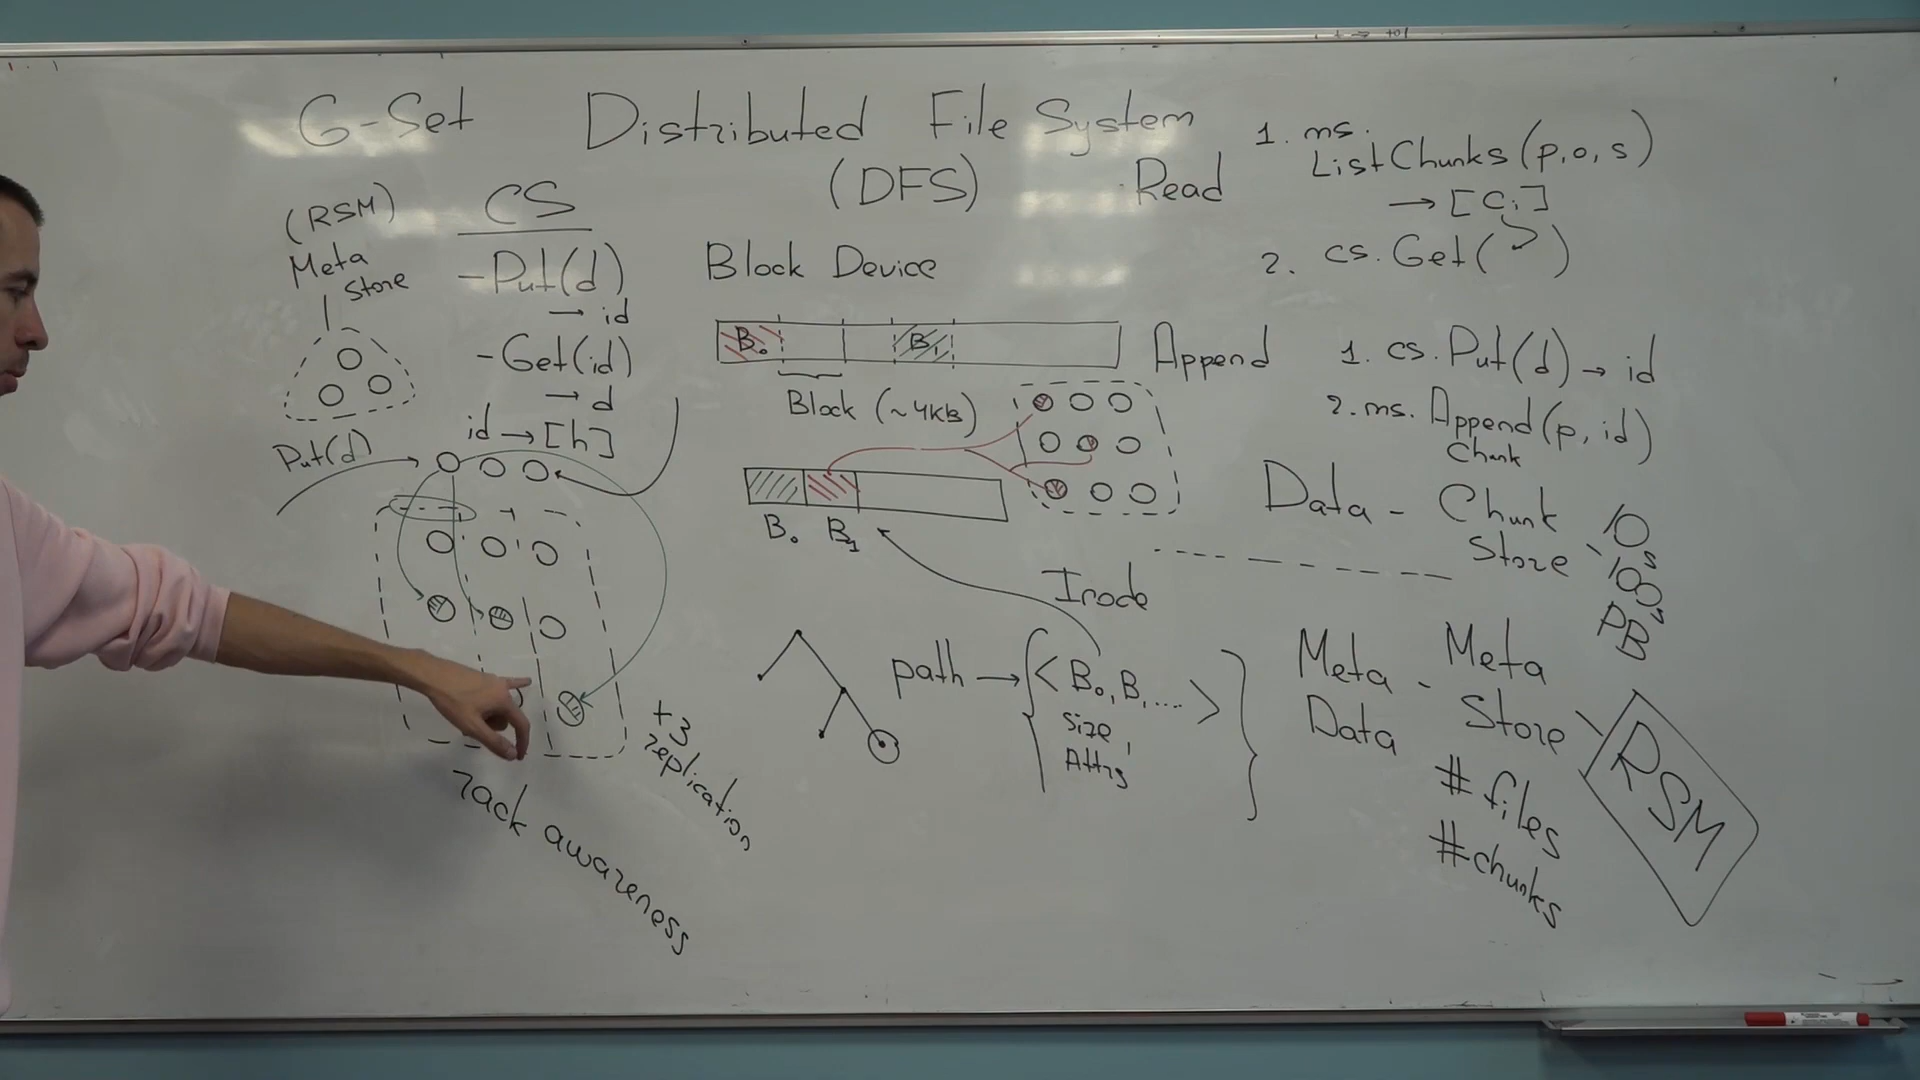 G-Set
Distributed File System
(DFS)
(RSM)
Meta
Store
CS
-Put(d)
→ id
-Get(id)
→ d
id → [h]
Put(d)
+3
replication
rack awareness
Block Device
B₀
B₁
Block (~4KB)
B₀ B₁
Inode
path → { < B₀, B₁ .... > }
Size,
Attrs
Read
1. ms.
ListChunks(p,o,s)
→ [cᵢ]
2. cs.Get( )
Append
1. cs.Put(d) → id
2. ms.Append(p, id)
Chunk
Data - Chunk
Store
10s
100s
PB
Meta - Meta
Data Store
RSM
# files
# chunks